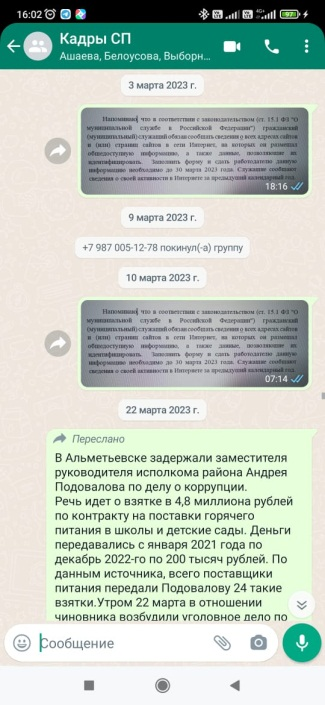 16:02
4G+
97
Кадры СП
Ашаева, Белоусова, Выборн...
3 марта 2023 г.
Напоминаем, что в соответствии с законодательством (ст. 15.1 ФЗ "О
муниципальной службе в Российской Федерации") гражданский
(муниципальный) служащий обязан сообщать сведения о всех адресах сайтов
и (или) страниц сайтов в сети Интернет, на которых он размещал
общедоступную информацию, а также данные, позволяющие их
идентифицировать. Заполнить форму и сдать работодателю данную
информацию необходимо до 30 марта 2023 года. Служащие сообщают
сведения о своей активности в Интернете за предыдущий календарный год.
18:16
9 марта 2023 г.
+7 987 005-12-78 покинул(-а) группу
10 марта 2023 г.
Напоминаем, что в соответствии с законодательством (ст. 15.1 ФЗ "О
муниципальной службе в Российской Федерации") гражданский
(муниципальный) служащий обязан сообщать сведения о всех адресах сайтов
и (или) страниц сайтов в сети Интернет, на которых он размещал
общедоступную информацию, а также данные, позволяющие их
идентифицировать. Заполнить форму и сдать работодателю данную
информацию необходимо до 30 марта 2023 года. Служащие сообщают
сведения о своей активности в Интернете за предыдущий календарный год.
07:14
22 марта 2023 г.
Переслано
В Альметьевске задержали заместителя
руководителя исполкома района Андрея
Подовалова по делу о коррупции.
Речь идет о взятке в 4,8 миллиона рублей
по контракту на поставки горячего
питания в школы и детские сады. Деньги
передавались с января 2021 года по
декабрь 2022-го по 200 тысяч рублей. По
данным источника, всего поставщики
питания передали Подовалову 24 такие
взятки.Утром 22 марта в отношении
чиновника возбудили уголовное дело по
Сообщение